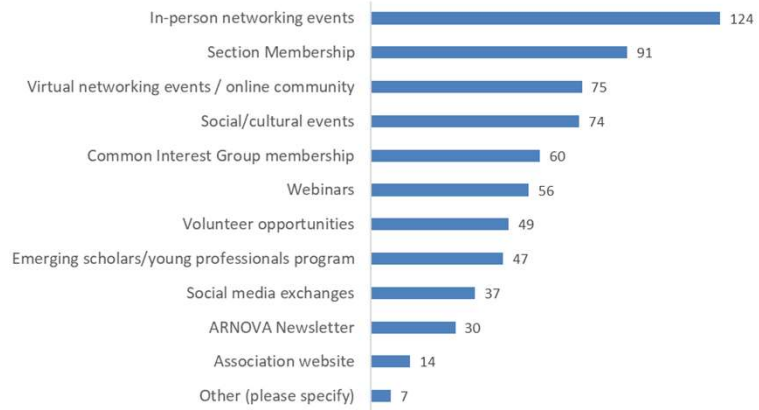 In-person networking events 124
Section Membership 91
Virtual networking events / online community 75
Social/cultural events 74
Common Interest Group membership 60
Webinars 56
Volunteer opportunities 49
Emerging scholars/young professionals program 47
Social media exchanges 37
ARNOVA Newsletter 30
Association website 14
Other (please specify) 7